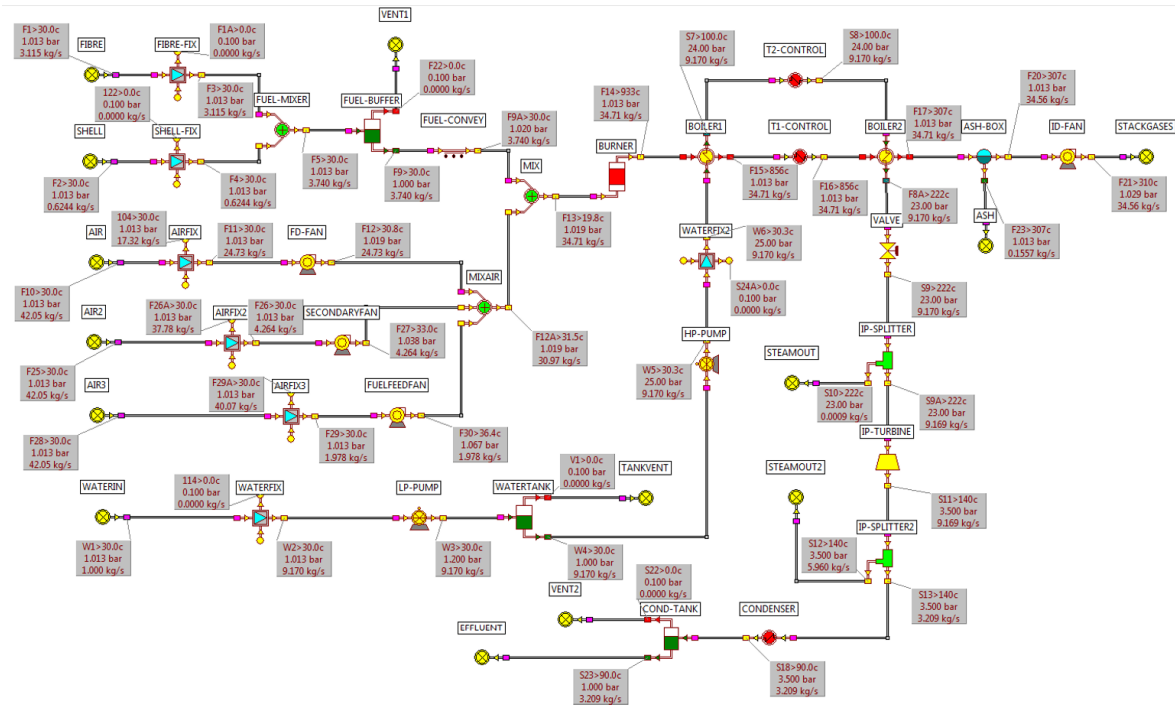 F1>30.0c
1.013 bar
3.115 kg/s
FIBRE
FIBRE-FIX
F1A>0.0c
0.100 bar
0.0000 kg/s
F3>30.0c
1.013 bar
3.115 kg/s
122>0.0c
0.100 bar
0.0000 kg/s
SHELL
SHELL-FIX
F2>30.0c
1.013 bar
0.6244 kg/s
F4>30.0c
1.013 bar
0.6244 kg/s
FUEL-MIXER
F5>30.0c
1.013 bar
3.740 kg/s
VENT1
F22>0.0c
0.100 bar
0.0000 kg/s
FUEL-BUFFER
FUEL-CONVEY
F9>30.0c
1.000 bar
3.740 kg/s
F9A>30.0c
1.020 bar
3.740 kg/s
MIX
BURNER
F13>19.8c
1.019 bar
34.71 kg/s
F14>933c
1.013 bar
34.71 kg/s
S7>100.0c
24.00 bar
9.170 kg/s
BOILER1
T2-CONTROL
S8>100.0c
24.00 bar
9.170 kg/s
T1-CONTROL
F15>856c
1.013 bar
34.71 kg/s
F16>856c
1.013 bar
34.71 kg/s
BOILER2
F17>307c
1.013 bar
34.71 kg/s
ASH-BOX
F20>307c
1.013 bar
34.56 kg/s
ID-FAN
STACKGASES
F21>310c
1.029 bar
34.56 kg/s
F8A>222c
23.00 bar
9.170 kg/s
ASH
F23>307c
1.013 bar
0.1557 kg/s
VALVE
S9>222c
23.00 bar
9.170 kg/s
AIR
104>30.0c
1.013 bar
17.32 kg/s
AIRFIX
F10>30.0c
1.013 bar
42.05 kg/s
F11>30.0c
1.013 bar
24.73 kg/s
FD-FAN
F12>30.8c
1.019 bar
24.73 kg/s
MIXAIR
F12A>31.5c
1.019 bar
30.97 kg/s
WATERFIX2
W6>30.3c
25.00 bar
9.170 kg/s
S24A>0.0c
0.100 bar
0.0000 kg/s
AIR2
F26A>30.0c
1.013 bar
37.78 kg/s
AIRFIX2
F26>30.0c
1.013 bar
4.264 kg/s
SECONDARYFAN
F27>33.0c
1.038 bar
4.264 kg/s
F25>30.0c
1.013 bar
42.05 kg/s
HP-PUMP
W5>30.3c
25.00 bar
9.170 kg/s
IP-SPLITTER
STEAMOUT
S10>222c
23.00 bar
0.0009 kg/s
S9A>222c
23.00 bar
9.169 kg/s
AIR3
F29A>30.0c
1.013 bar
40.07 kg/s
AIRFIX3
FUELFEEDFAN
F28>30.0c
1.013 bar
42.05 kg/s
F29>30.0c
1.013 bar
1.978 kg/s
F30>36.4c
1.067 bar
1.978 kg/s
IP-TURBINE
S11>140c
3.500 bar
9.169 kg/s
WATERIN
114>0.0c
0.100 bar
0.0000 kg/s
WATERFIX
LP-PUMP
WATERTANK
V1>0.0c
0.100 bar
0.0000 kg/s
TANKVENT
STEAMOUT2
W1>30.0c
1.013 bar
1.000 kg/s
W2>30.0c
1.013 bar
9.170 kg/s
W3>30.0c
1.200 bar
9.170 kg/s
W4>30.0c
1.000 bar
9.170 kg/s
IP-SPLITTER2
S12>140c
3.500 bar
5.960 kg/s
S13>140c
3.500 bar
3.209 kg/s
VENT2
S22>0.0c
0.100 bar
0.0000 kg/s
COND-TANK
CONDENSER
EFFLUENT
S23>90.0c
1.000 bar
3.209 kg/s
S18>90.0c
3.500 bar
3.209 kg/s